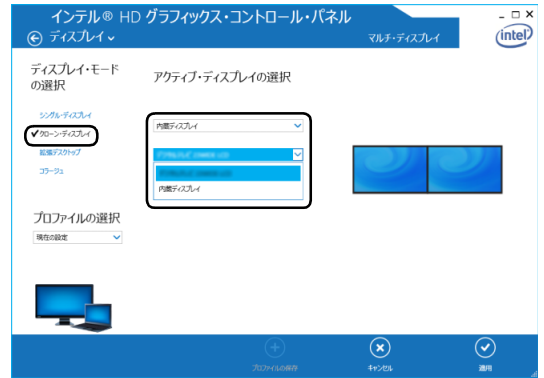 インテル® HD グラフィックス・コントロール・パネル
ディスプレイ
マルチ・ディスプレイ
intel
ディスプレイ・モード
の選択
アクティブ・ディスプレイの選択
シングル・ディスプレイ
クローン・ディスプレイ
拡張デスクトップ
コラージュ
内蔵ディスプレイ
内蔵ディスプレイ
プロファイルの選択
現在の設定
プロファイルの保存
キャンセル
適用